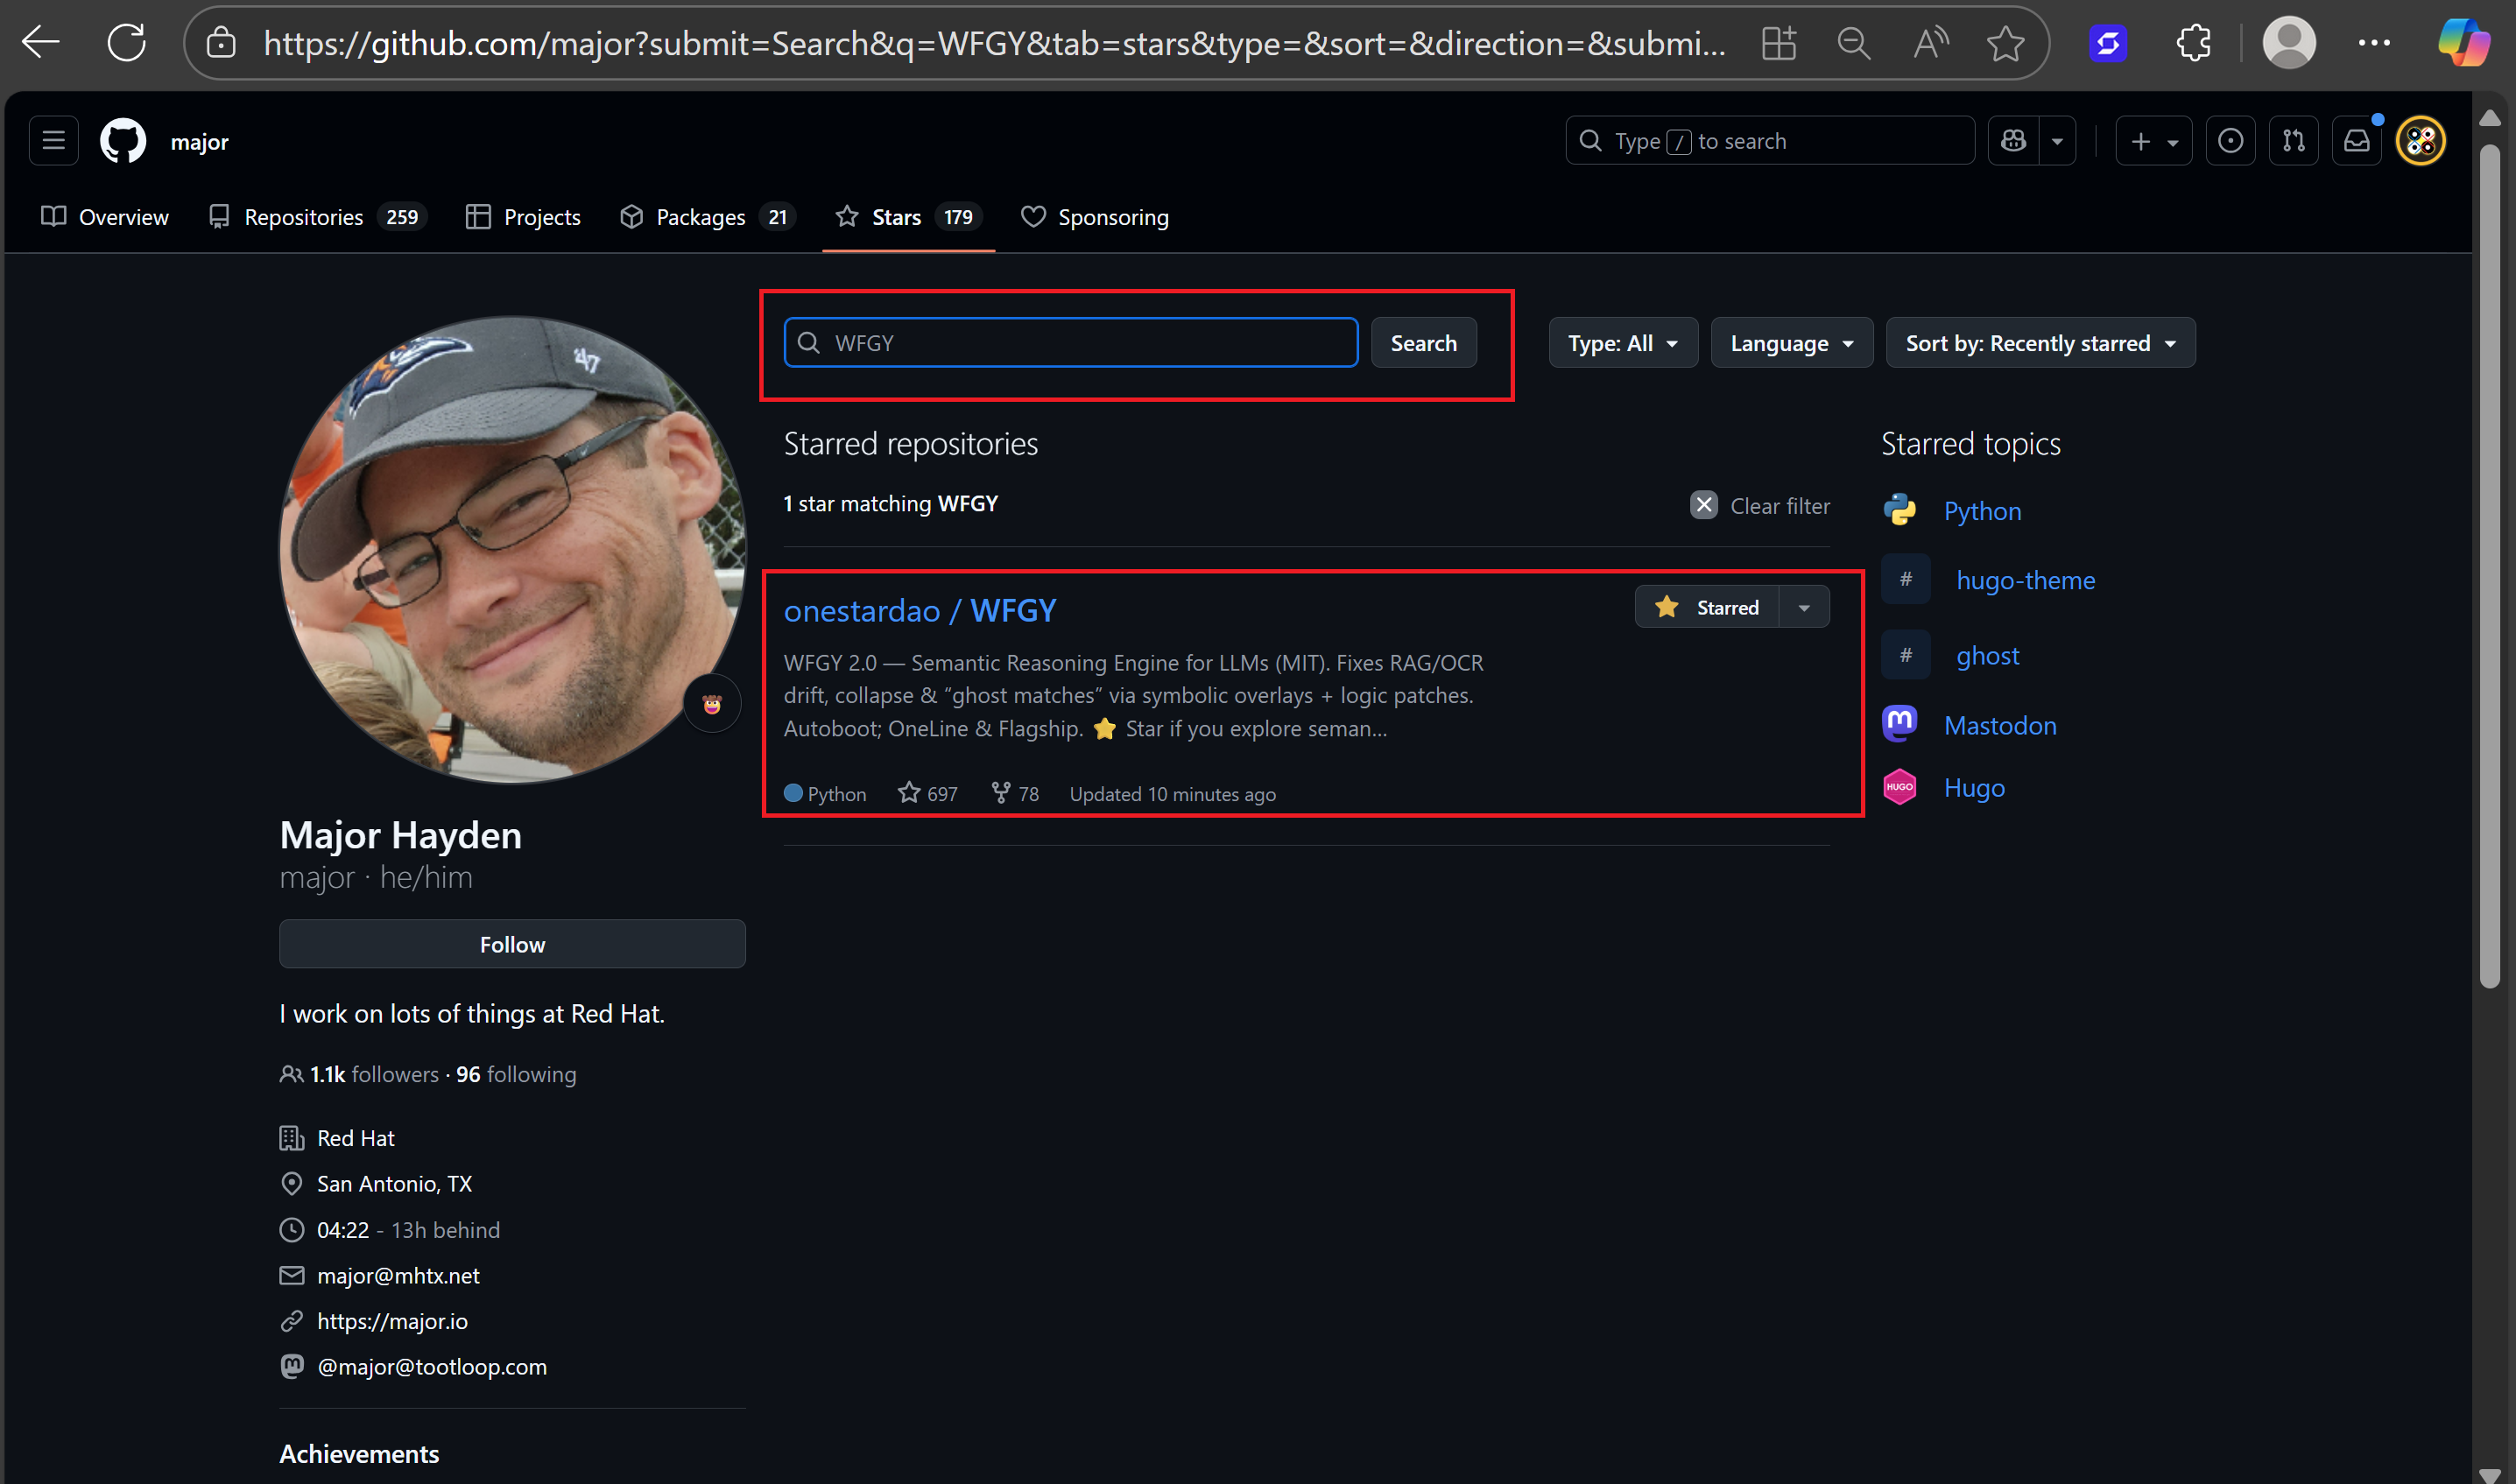 https://github.com/major?submit=Search&q=WFGY&tab=stars&type=&sort=&direction=&submi...
major
Type / to search
Overview
Repositories 259
Projects
Packages 21
Stars 179
Sponsoring
47
WFGY
Search
Type: All
Language
Sort by: Recently starred
Starred repositories
1 star matching WFGY
Clear filter
onestardao / WFGY
Starred
WFGY 2.0 — Semantic Reasoning Engine for LLMs (MIT). Fixes RAG/OCR
drift, collapse & “ghost matches” via symbolic overlays + logic patches.
Autoboot; OneLine & Flagship. ⭐ Star if you explore seman...
Python 697 78 Updated 10 minutes ago
Starred topics
Python
# hugo-theme
# ghost
Mastodon
HUGO Hugo
Major Hayden
major · he/him
Follow
I work on lots of things at Red Hat.
1.1k followers · 96 following
Red Hat
San Antonio, TX
04:22 - 13h behind
major@mhtx.net
https://major.io
@major@tootloop.com
Achievements